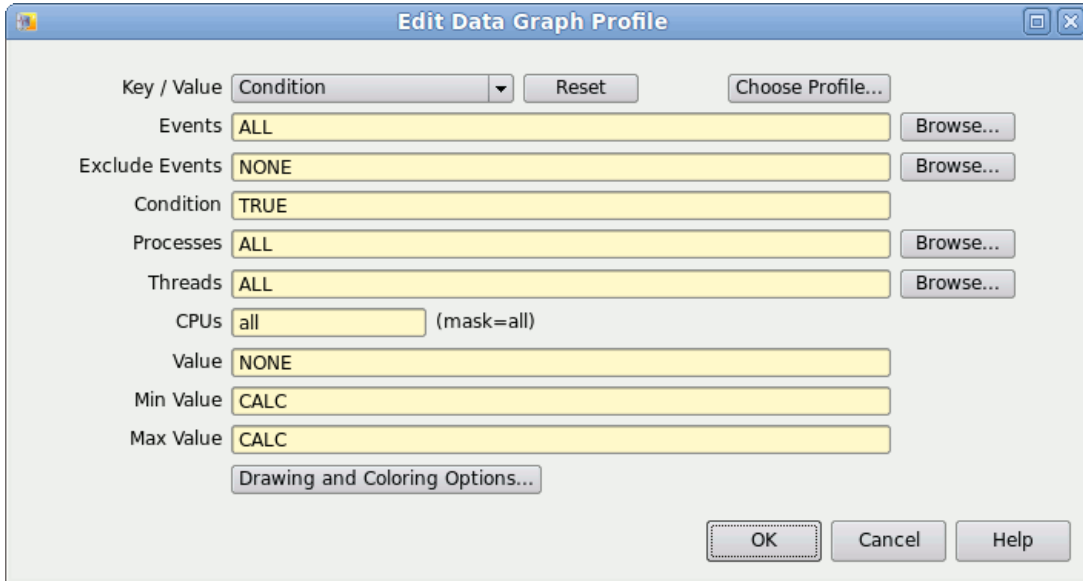 Edit Data Graph Profile
Key / Value Condition Reset Choose Profile...
Events ALL Browse...
Exclude Events NONE Browse...
Condition TRUE
Processes ALL Browse...
Threads ALL Browse...
CPUs all (mask=all)
Value NONE
Min Value CALC
Max Value CALC
Drawing and Coloring Options...
OK Cancel Help